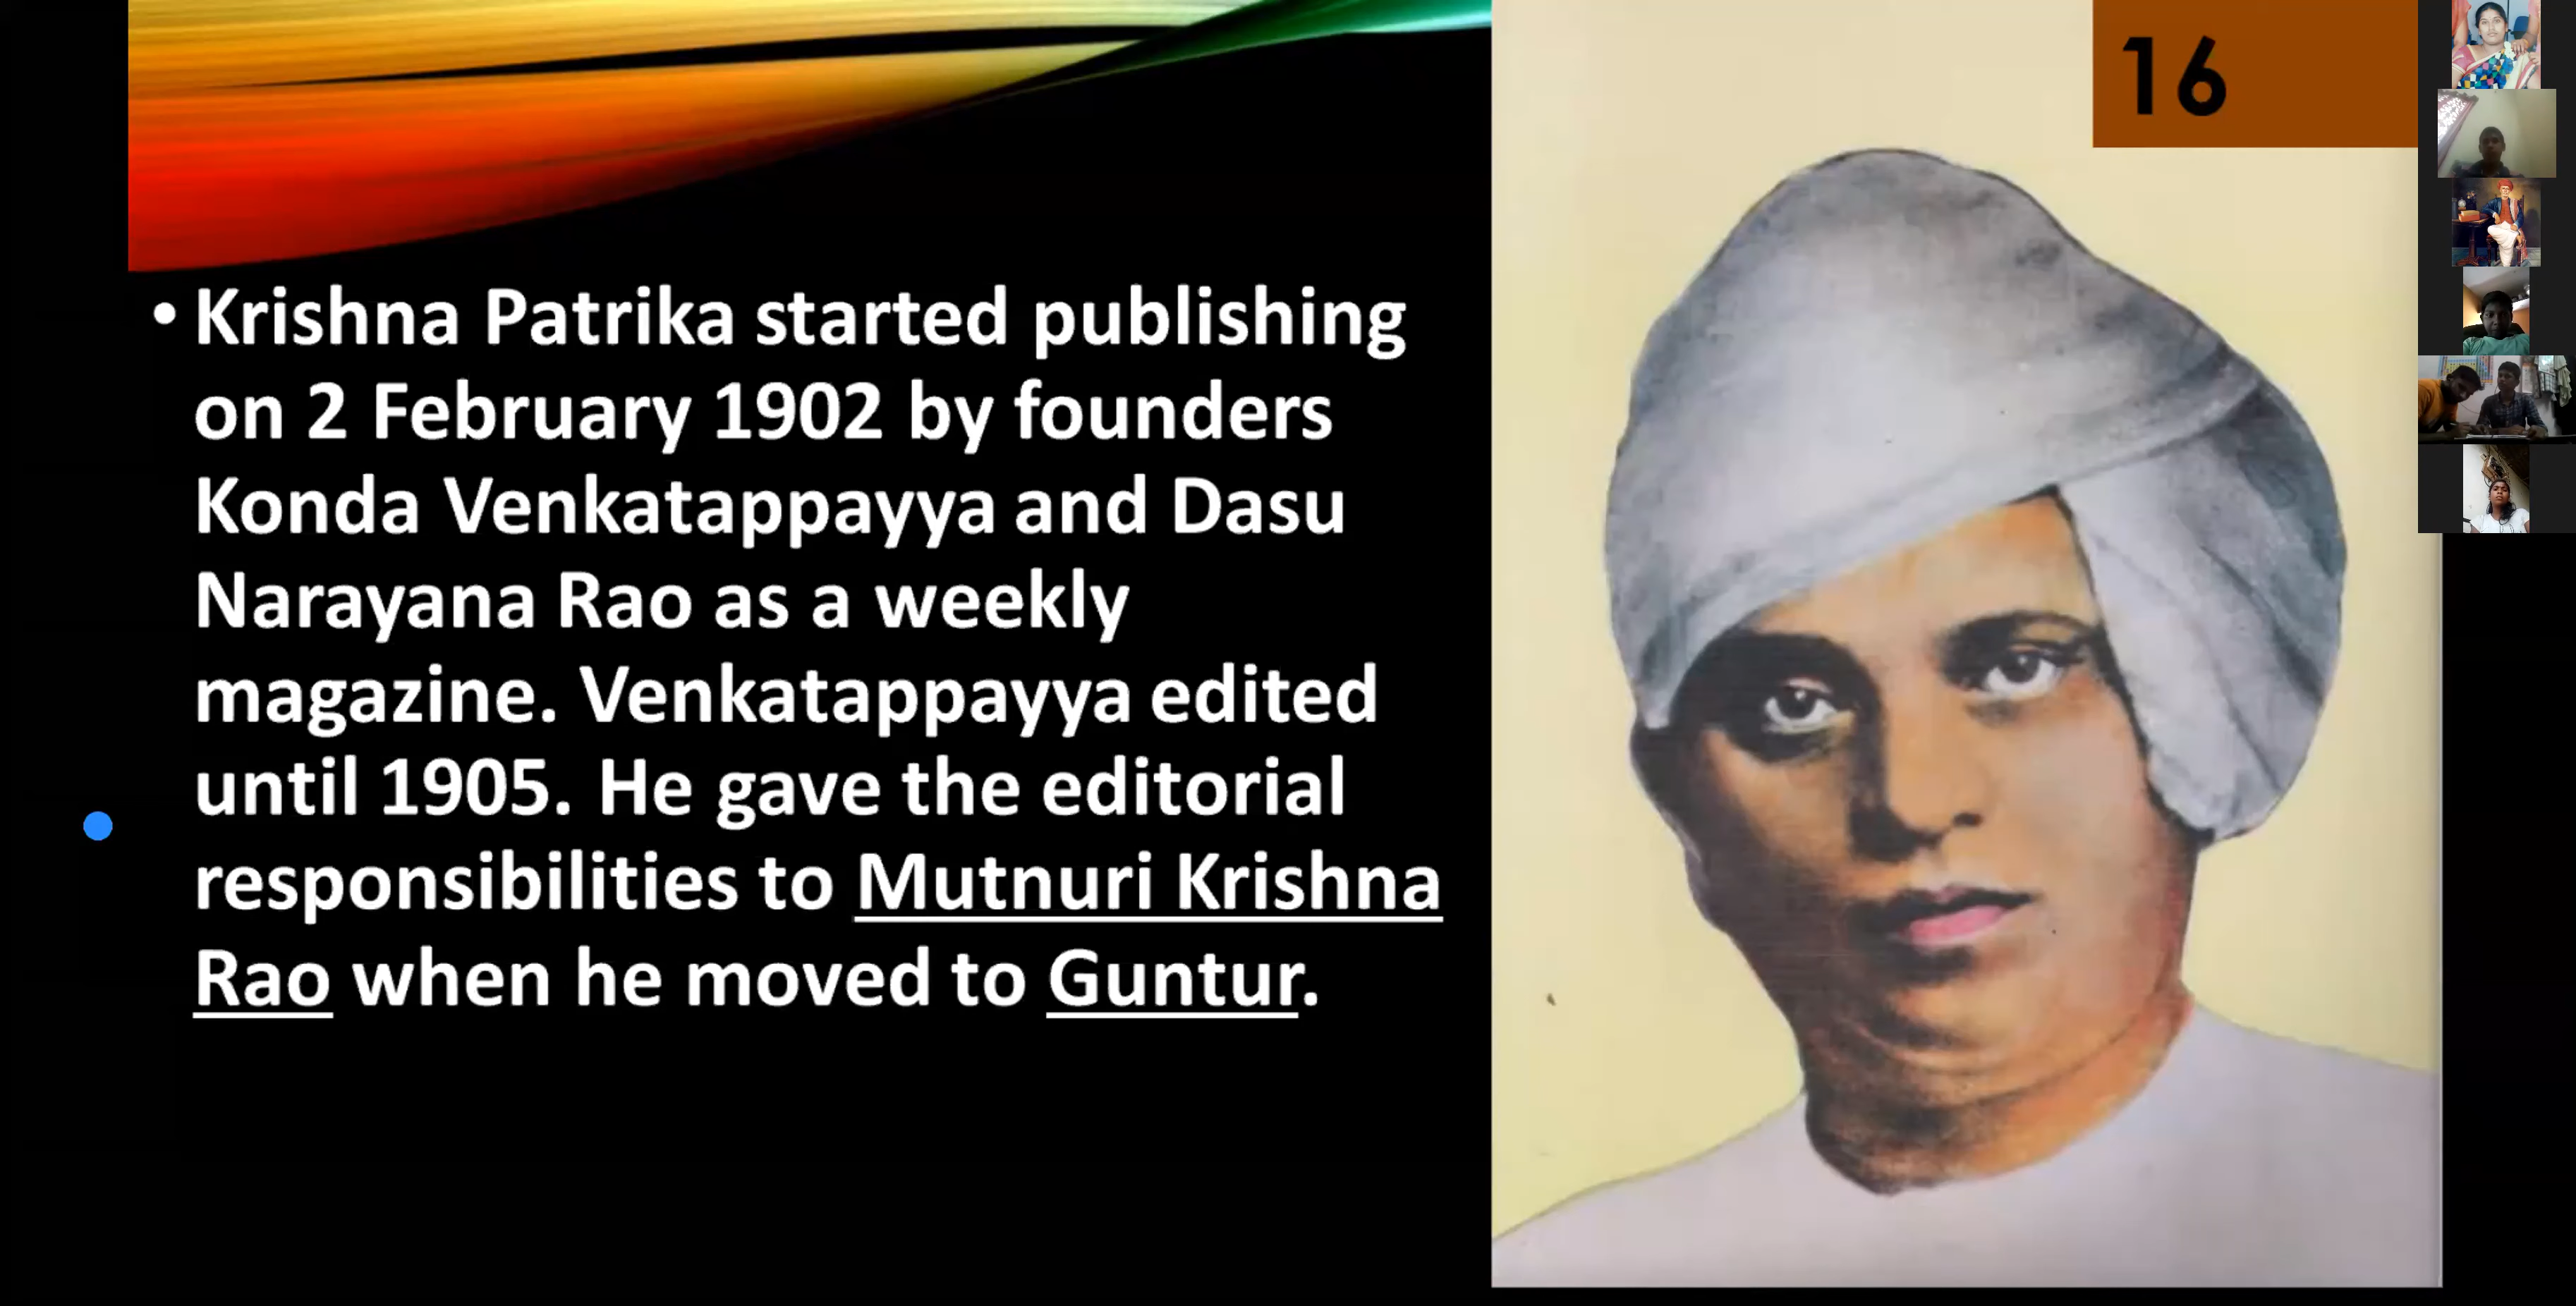 16
• Krishna Patrika started publishing
on 2 February 1902 by founders
Konda Venkatappayya and Dasu
Narayana Rao as a weekly
magazine. Venkatappayya edited
until 1905. He gave the editorial
responsibilities to Mutnuri Krishna
Rao when he moved to Guntur.